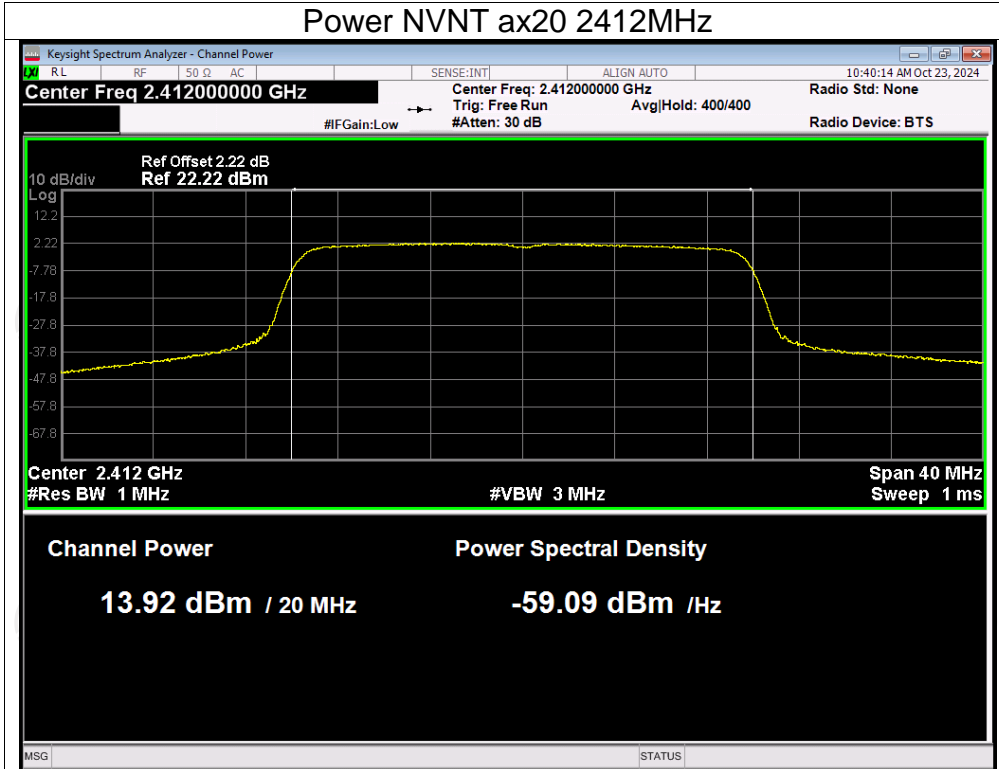 Power NVNT ax20 2412MHz
Keysight Spectrum Analyzer - Channel Power
LXI RL RF 50 Ω AC SENSE:INT ALIGN AUTO 10:40:14 AM Oct 23, 2024
Center Freq 2.412000000 GHz Center Freq: 2.412000000 GHz Radio Std: None
Trig: Free Run Avg|Hold: 400/400
#IFGain:Low #Atten: 30 dB Radio Device: BTS
Ref Offset 2.22 dB
10 dB/div Ref 22.22 dBm
Log
12.2
2.22
-7.78
-17.8
-27.8
-37.8
-47.8
-57.8
-67.8
Center 2.412 GHz Span 40 MHz
#Res BW 1 MHz #VBW 3 MHz Sweep 1 ms
Channel Power Power Spectral Density
13.92 dBm / 20 MHz -59.09 dBm /Hz
MSG STATUS